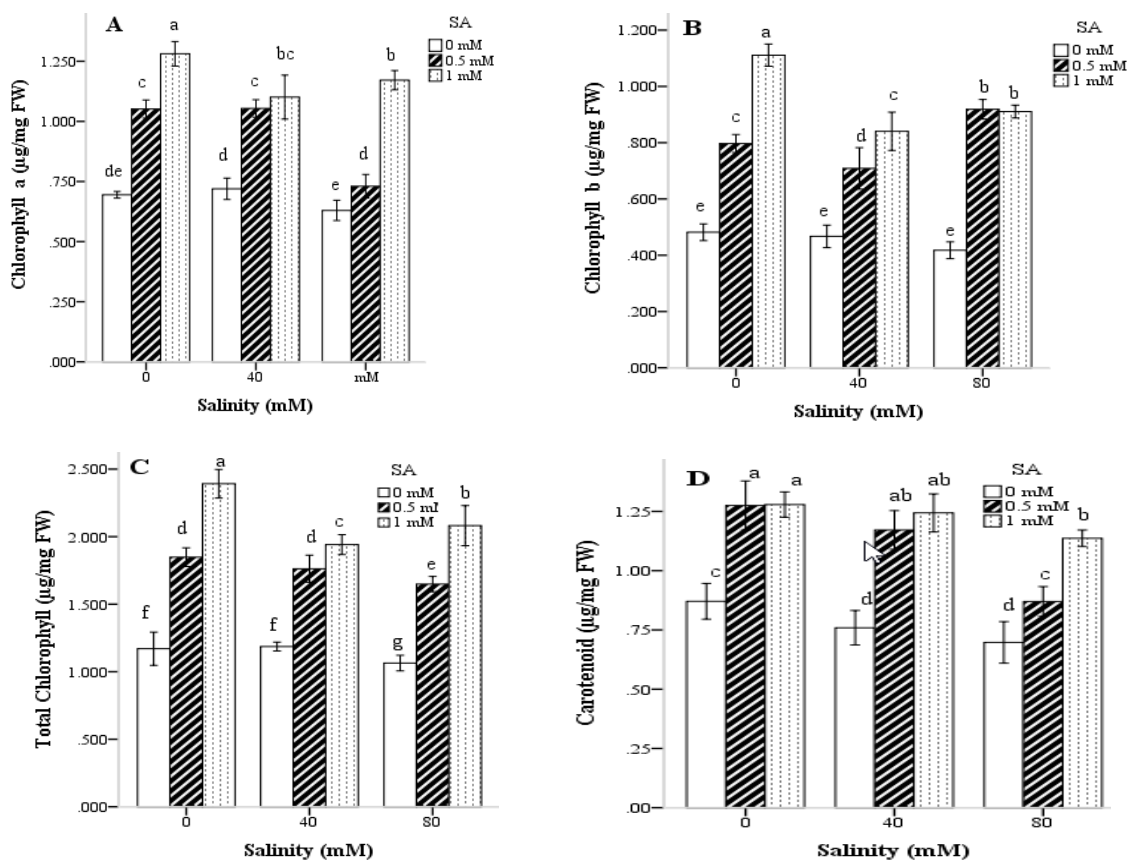 A
SA
0 mM
0.5 mM
1 mM
Chlorophyll a (µg/mg FW)
1.250
1.000
.750
.500
.250
.000
de
c
a
d
c
bc
e
d
b
0
40
mM
Salinity (mM)
B
SA
0 mM
0.5 mM
1 mM
Chlorophyll b (µg/mg FW)
1.200
1.000
.800
.600
.400
.200
.000
e
c
a
e
d
c
e
b
b
0
40
80
Salinity (mM)
C
SA
0 mM
0.5 ml
1 mM
Total Chlorophyll (µg/mg FW)
2.500
2.000
1.500
1.000
.500
.000
f
d
a
f
d
c
g
e
b
0
40
80
Salinity (mM)
D
SA
0 mM
0.5 mM
1 mM
Carotenoid (µg/mg FW)
1.25
1.00
0.75
.50
.25
.00
c
a
a
d
ab
ab
d
c
b
0
40
80
Salinity (mM)